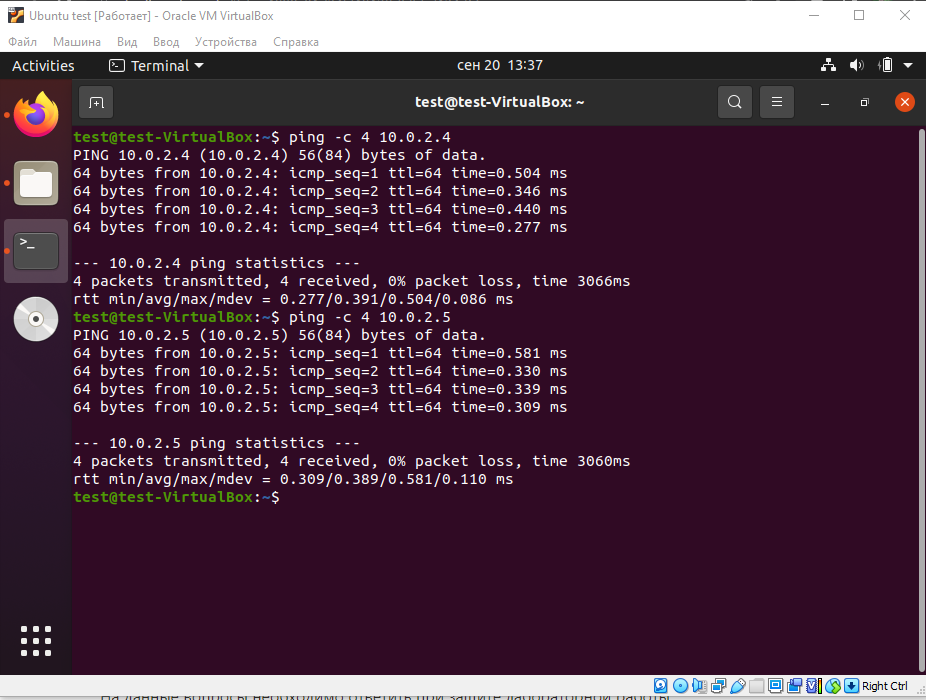 Ubuntu test [Работает] - Oracle VM VirtualBox
Файл Машина Вид Ввод Устройства Справка
Activities Terminal сен 20 13:37
test@test-VirtualBox: ~
test@test-VirtualBox:~$ ping -c 4 10.0.2.4
PING 10.0.2.4 (10.0.2.4) 56(84) bytes of data.
64 bytes from 10.0.2.4: icmp_seq=1 ttl=64 time=0.504 ms
64 bytes from 10.0.2.4: icmp_seq=2 ttl=64 time=0.346 ms
64 bytes from 10.0.2.4: icmp_seq=3 ttl=64 time=0.440 ms
64 bytes from 10.0.2.4: icmp_seq=4 ttl=64 time=0.277 ms
--- 10.0.2.4 ping statistics ---
4 packets transmitted, 4 received, 0% packet loss, time 3066ms
rtt min/avg/max/mdev = 0.277/0.391/0.504/0.086 ms
test@test-VirtualBox:~$ ping -c 4 10.0.2.5
PING 10.0.2.5 (10.0.2.5) 56(84) bytes of data.
64 bytes from 10.0.2.5: icmp_seq=1 ttl=64 time=0.581 ms
64 bytes from 10.0.2.5: icmp_seq=2 ttl=64 time=0.330 ms
64 bytes from 10.0.2.5: icmp_seq=3 ttl=64 time=0.339 ms
64 bytes from 10.0.2.5: icmp_seq=4 ttl=64 time=0.309 ms
--- 10.0.2.5 ping statistics ---
4 packets transmitted, 4 received, 0% packet loss, time 3060ms
rtt min/avg/max/mdev = 0.309/0.389/0.581/0.110 ms
test@test-VirtualBox:~$
Right Ctrl
На данные вопросы необходимо ответить при защите лабораторной работы